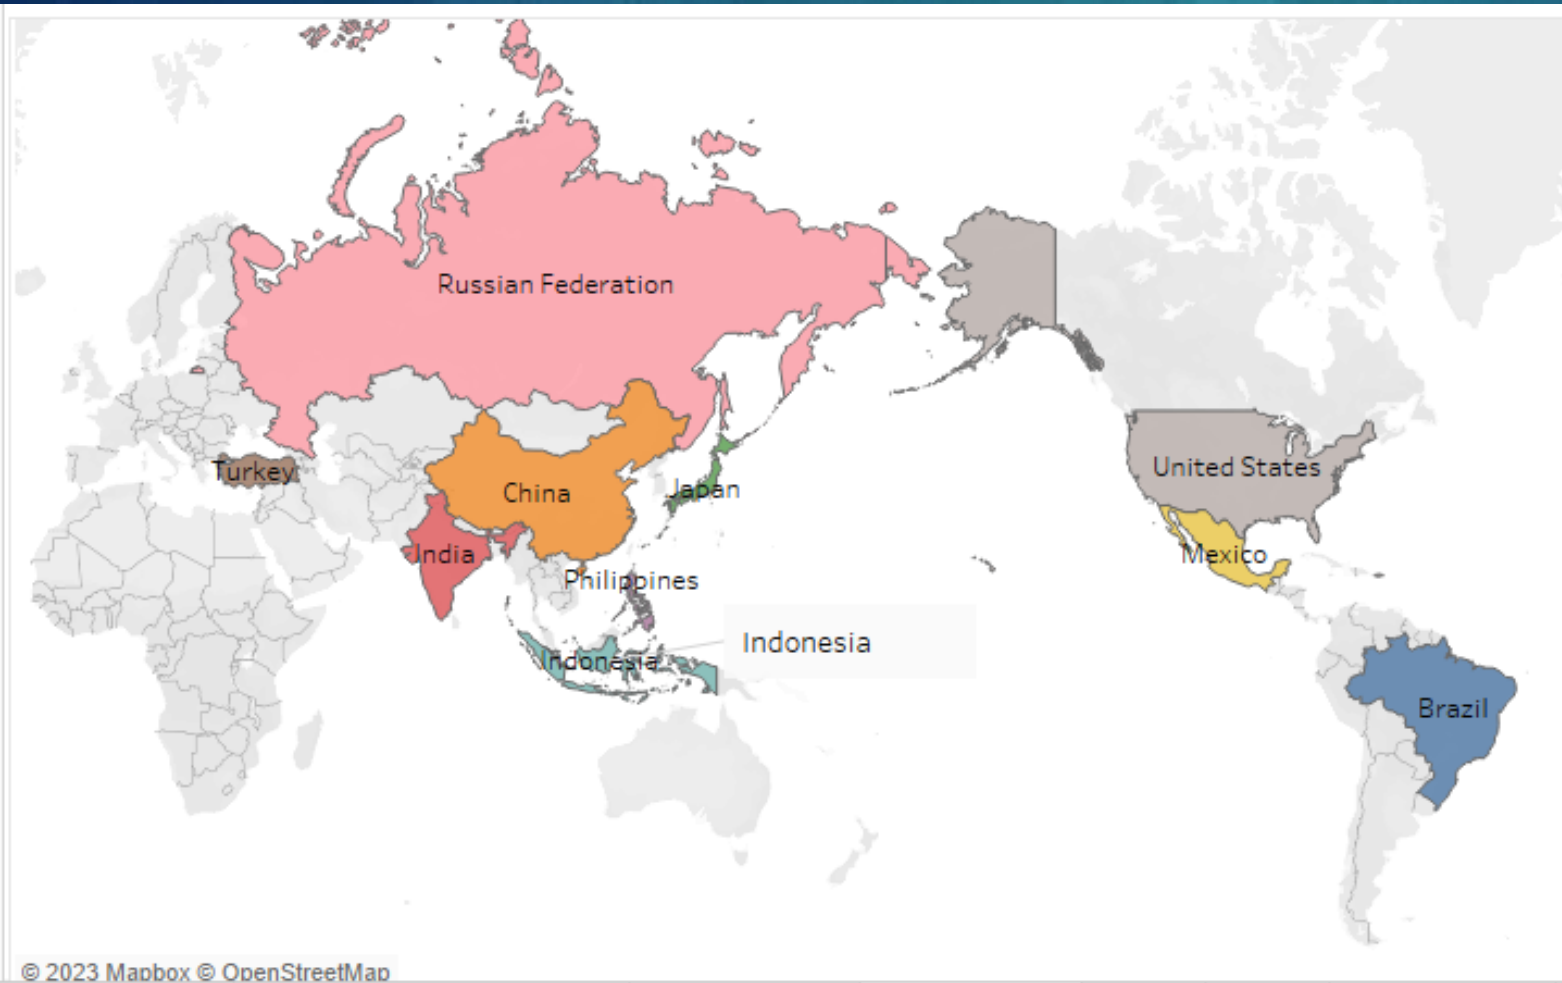 Russian Federation
United States
Turkey
China
Japan
India
Mexico
Philippines
Indonesia
Indonesia
Brazil
© 2023 Mapbox © OpenStreetMap